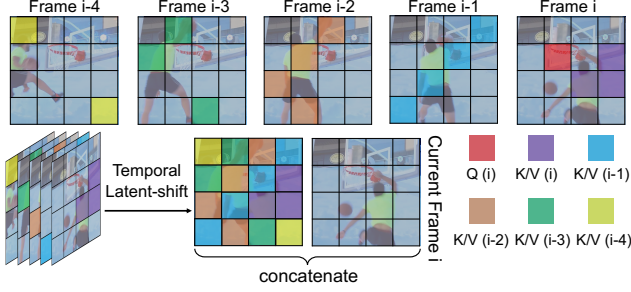 Frame i-4
Frame i-3
Frame i-2
Frame i-1
Frame i
Temporal
Latent-shift
Current Frame i
concatenate
Q (i)
K/V (i)
K/V (i-1)
K/V (i-2)
K/V (i-3)
K/V (i-4)